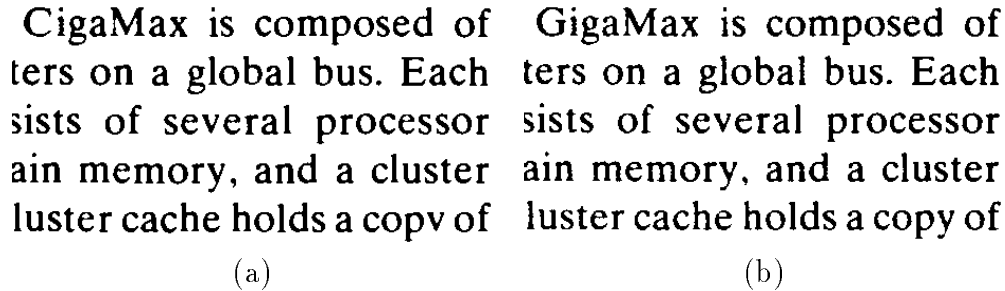 CigaMax is composed of
ters on a global bus. Each
sists of several processor
ain memory, and a cluster
luster cache holds a copv of
(a)
GigaMax is composed of
ters on a global bus. Each
sists of several processor
ain memory, and a cluster
luster cache holds a copy of
(b)